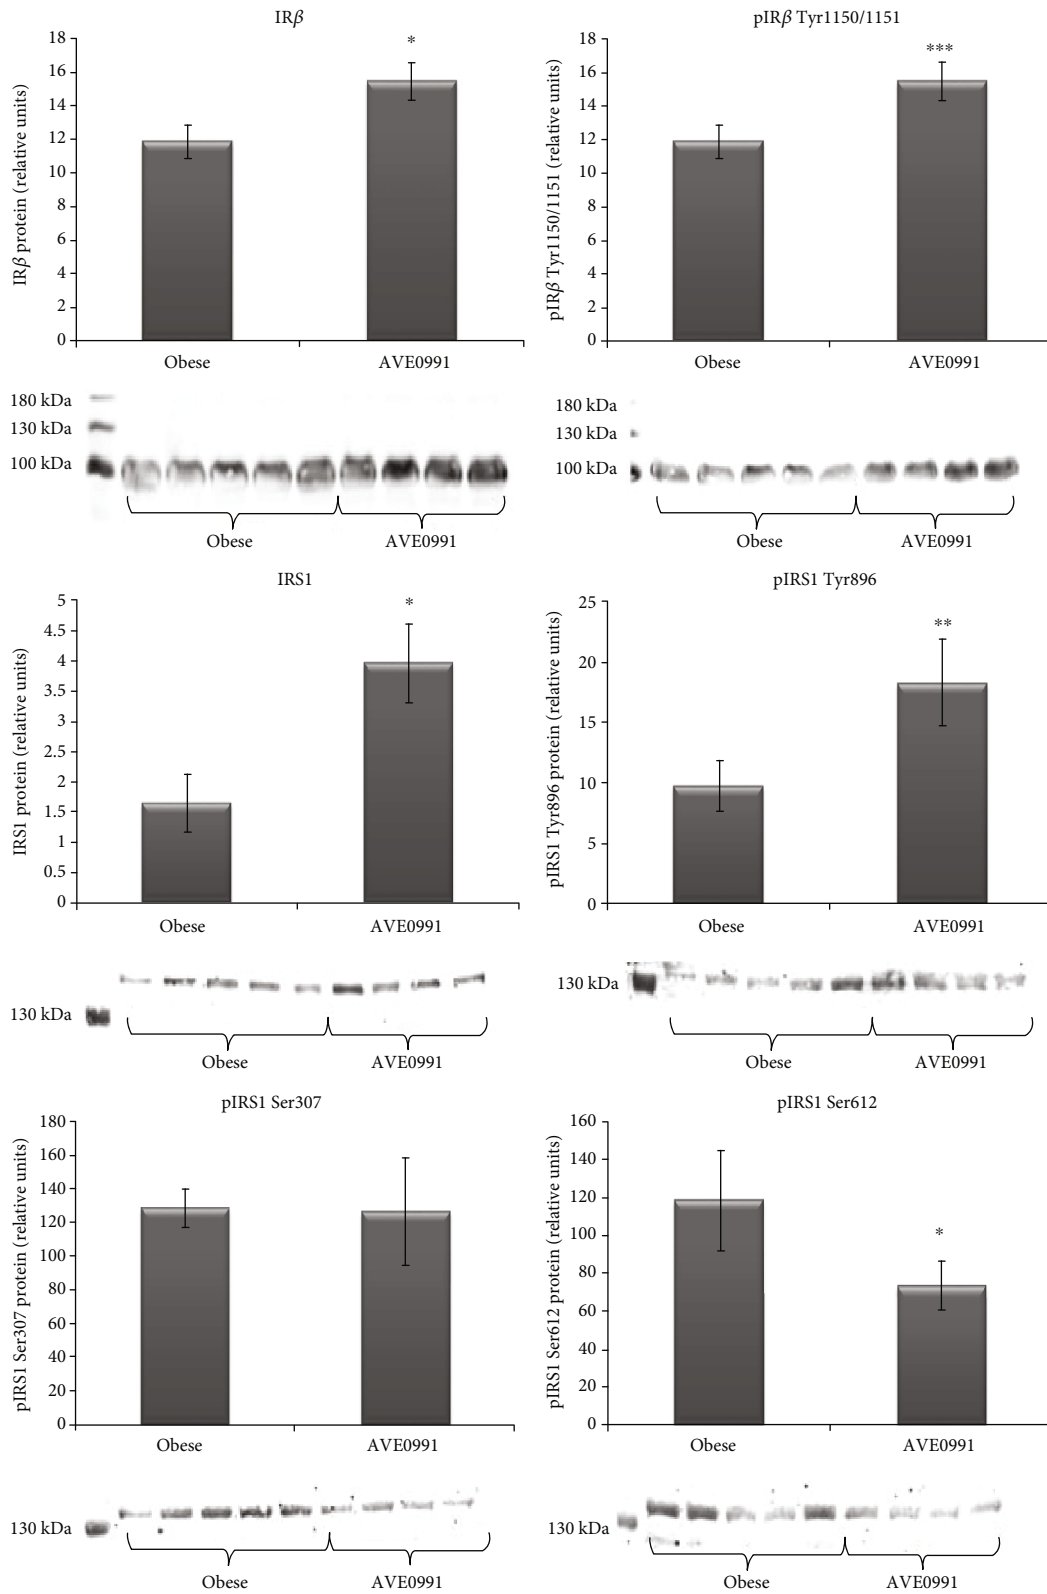 IRβ
IRβ protein (relative units)
18
16
14
12
10
8
6
4
2
0
*
Obese
AVE0991
180 kDa
130 kDa
100 kDa
Obese
AVE0991
pIRβ Tyr1150/1151
pIRβ Tyr1150/1151 (relative units)
18
16
14
12
10
8
6
4
2
0
***
Obese
AVE0991
180 kDa
130 kDa
100 kDa
Obese
AVE0991
IRS1
IRS1 protein (relative units)
5
4.5
4
3.5
3
2.5
2
1.5
1
0.5
0
*
Obese
AVE0991
130 kDa
Obese
AVE0991
pIRS1 Tyr896
pIRS1 Tyr896 protein (relative units)
25
20
15
10
5
0
**
Obese
AVE0991
130 kDa
Obese
AVE0991
pIRS1 Ser307
pIRS1 Ser307 protein (relative units)
180
160
140
120
100
80
60
40
20
0
Obese
AVE0991
130 kDa
Obese
AVE0991
pIRS1 Ser612
pIRS1 Ser612 protein (relative units)
160
140
120
100
80
60
40
20
0
*
Obese
AVE0991
130 kDa
Obese
AVE0991